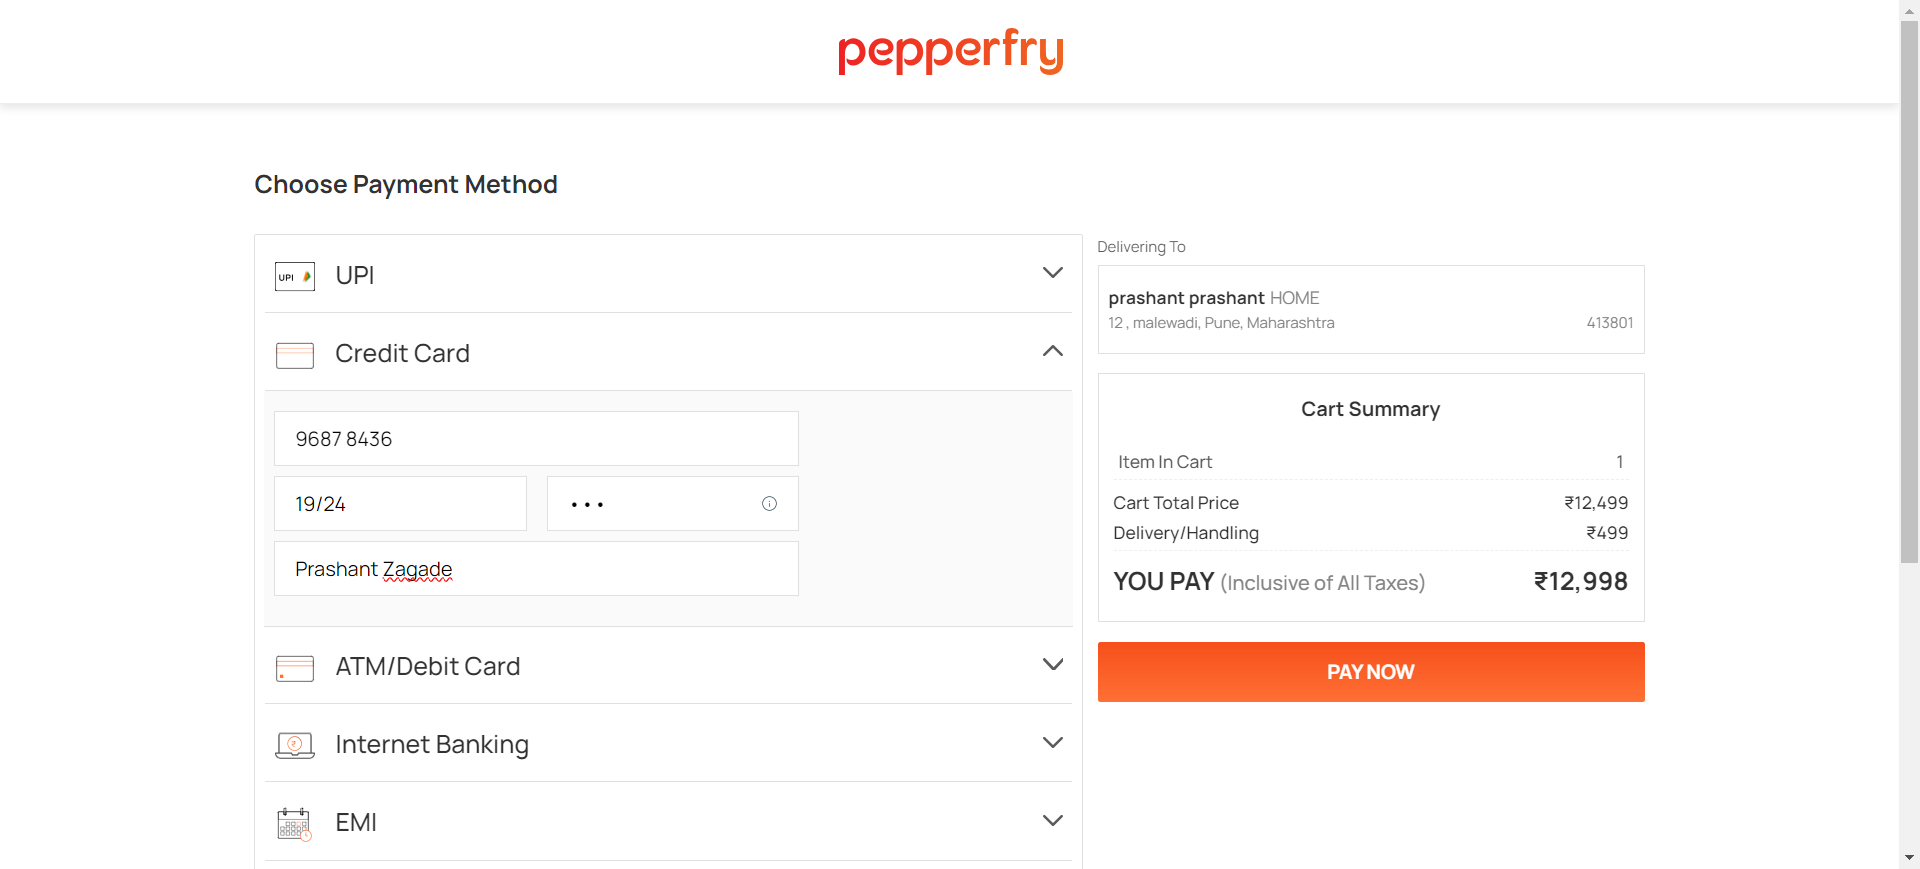 pepperfry
Choose Payment Method
UPI UPI
Credit Card
9687 8436
19/24 •••
Prashant Zagade
ATM/Debit Card
Internet Banking
EMI
Delivering To
prashant prashant HOME
12 , malewadi, Pune, Maharashtra 413801
Cart Summary
Item In Cart 1
Cart Total Price ₹12,499
Delivery/Handling ₹499
YOU PAY (Inclusive of All Taxes) ₹12,998
PAY NOW